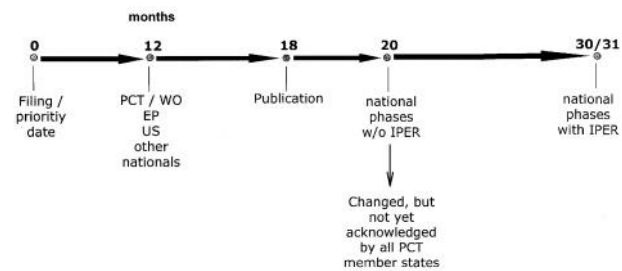 months
0
12
18
20
30/31
Filing /
prioritiy
date
PCT / WO
EP
US
other
nationals
Publication
national
phases
w/o IPER
national
phases
with IPER
Changed, but
not yet
acknowledged
by all PCT
member states